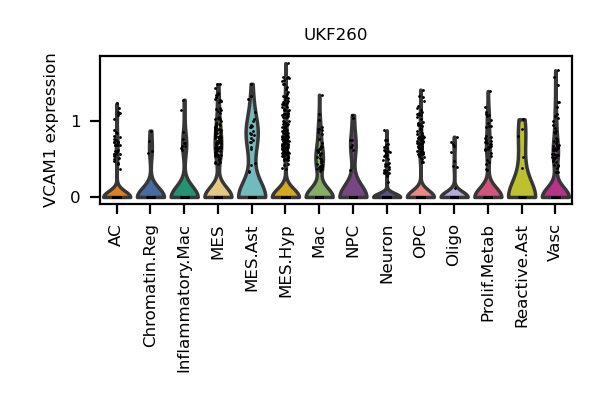 UKF260
VCAM1 expression
1
0
AC
Chromatin.Reg
Inflammatory.Mac
MES
MES.Ast
MES.Hyp
Mac
NPC
Neuron
OPC
Oligo
Prolif.Metab
Reactive.Ast
Vasc